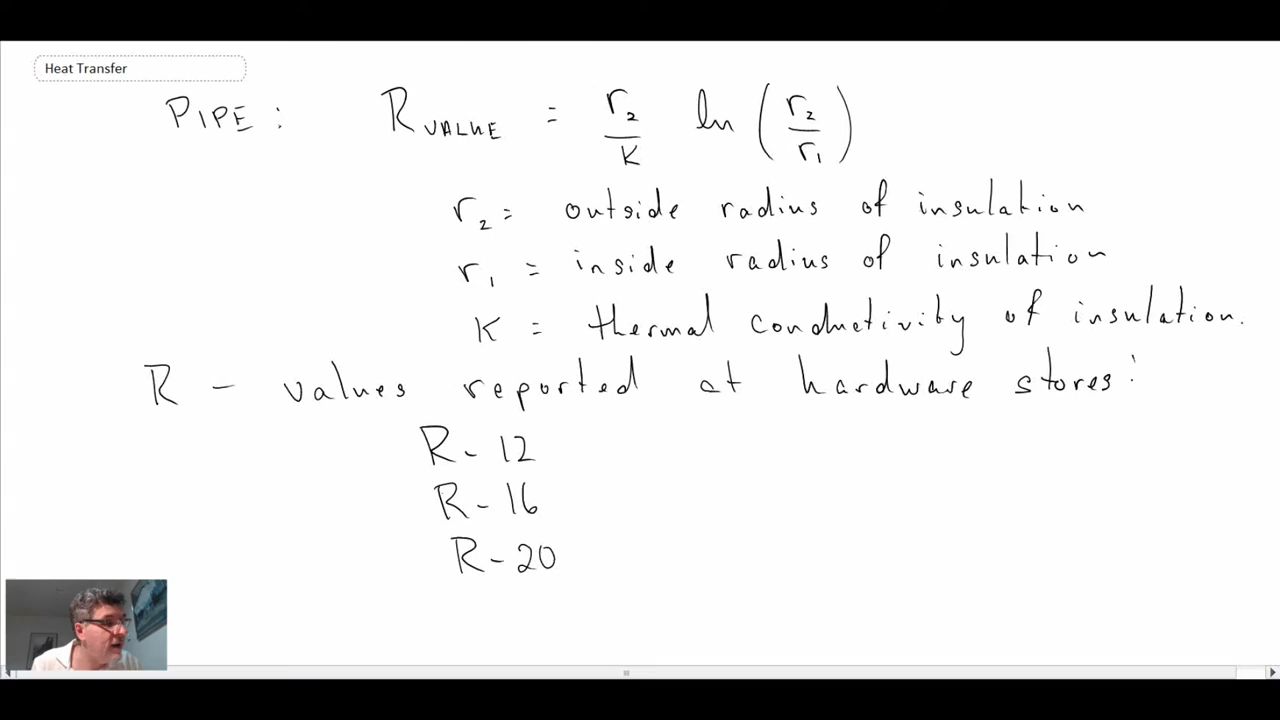 Heat Transfer
PIPE: R VALUE = r₂/K ln (r₂/r₁)
r₂ = outside radius of insulation
r₁ = inside radius of insulation
K = thermal conductivity of insulation.
R - values reported at hardware stores:
R - 12
R - 16
R - 20